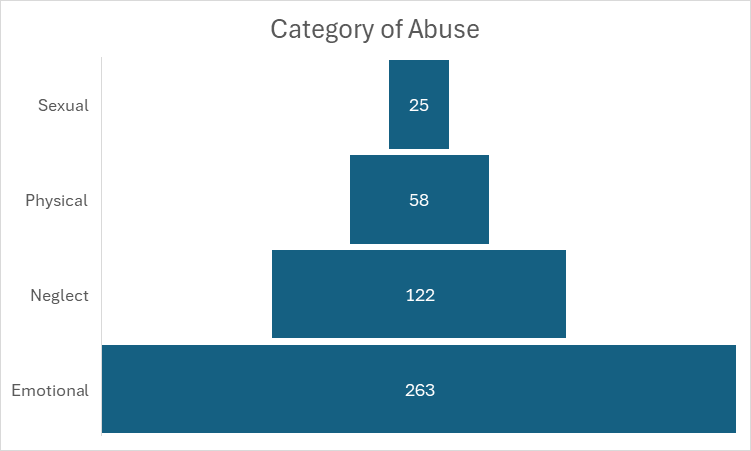 Category of Abuse
Sexual 25
Physical 58
Neglect 122
Emotional 263